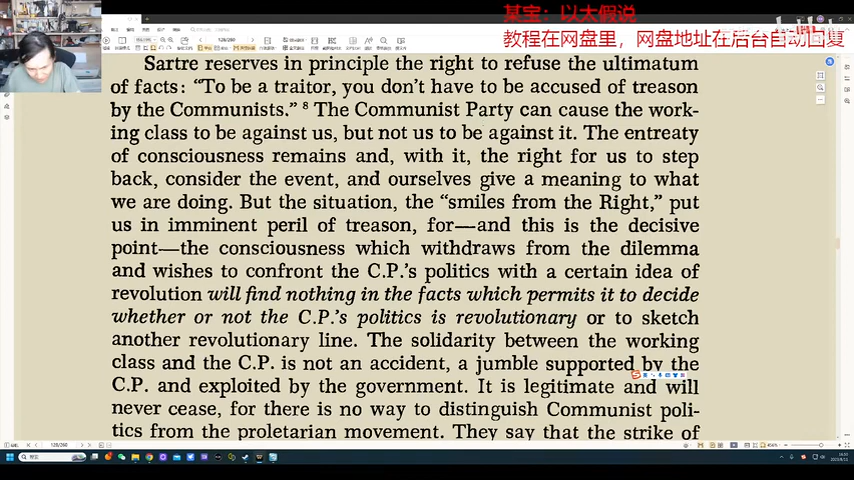 某宝：以太假说
教程在网盘里，网盘地址在后台自动回复
128/260
Sartre reserves in principle the right to refuse the ultimatum
of facts: “To be a traitor, you don't have to be accused of treason
by the Communists.” 8 The Communist Party can cause the work-
ing class to be against us, but not us to be against it. The entreaty
of consciousness remains and, with it, the right for us to step
back, consider the event, and ourselves give a meaning to what
we are doing. But the situation, the “smiles from the Right,” put
us in imminent peril of treason, for—and this is the decisive
point—the consciousness which withdraws from the dilemma
and wishes to confront the C.P.'s politics with a certain idea of
revolution will find nothing in the facts which permits it to decide
whether or not the C.P.'s politics is revolutionary or to sketch
another revolutionary line. The solidarity between the working
class and the C.P. is not an accident, a jumble supported by the
C.P. and exploited by the government. It is legitimate and will
never cease, for there is no way to distinguish Communist poli-
tics from the proletarian movement. They say that the strike of
128/260